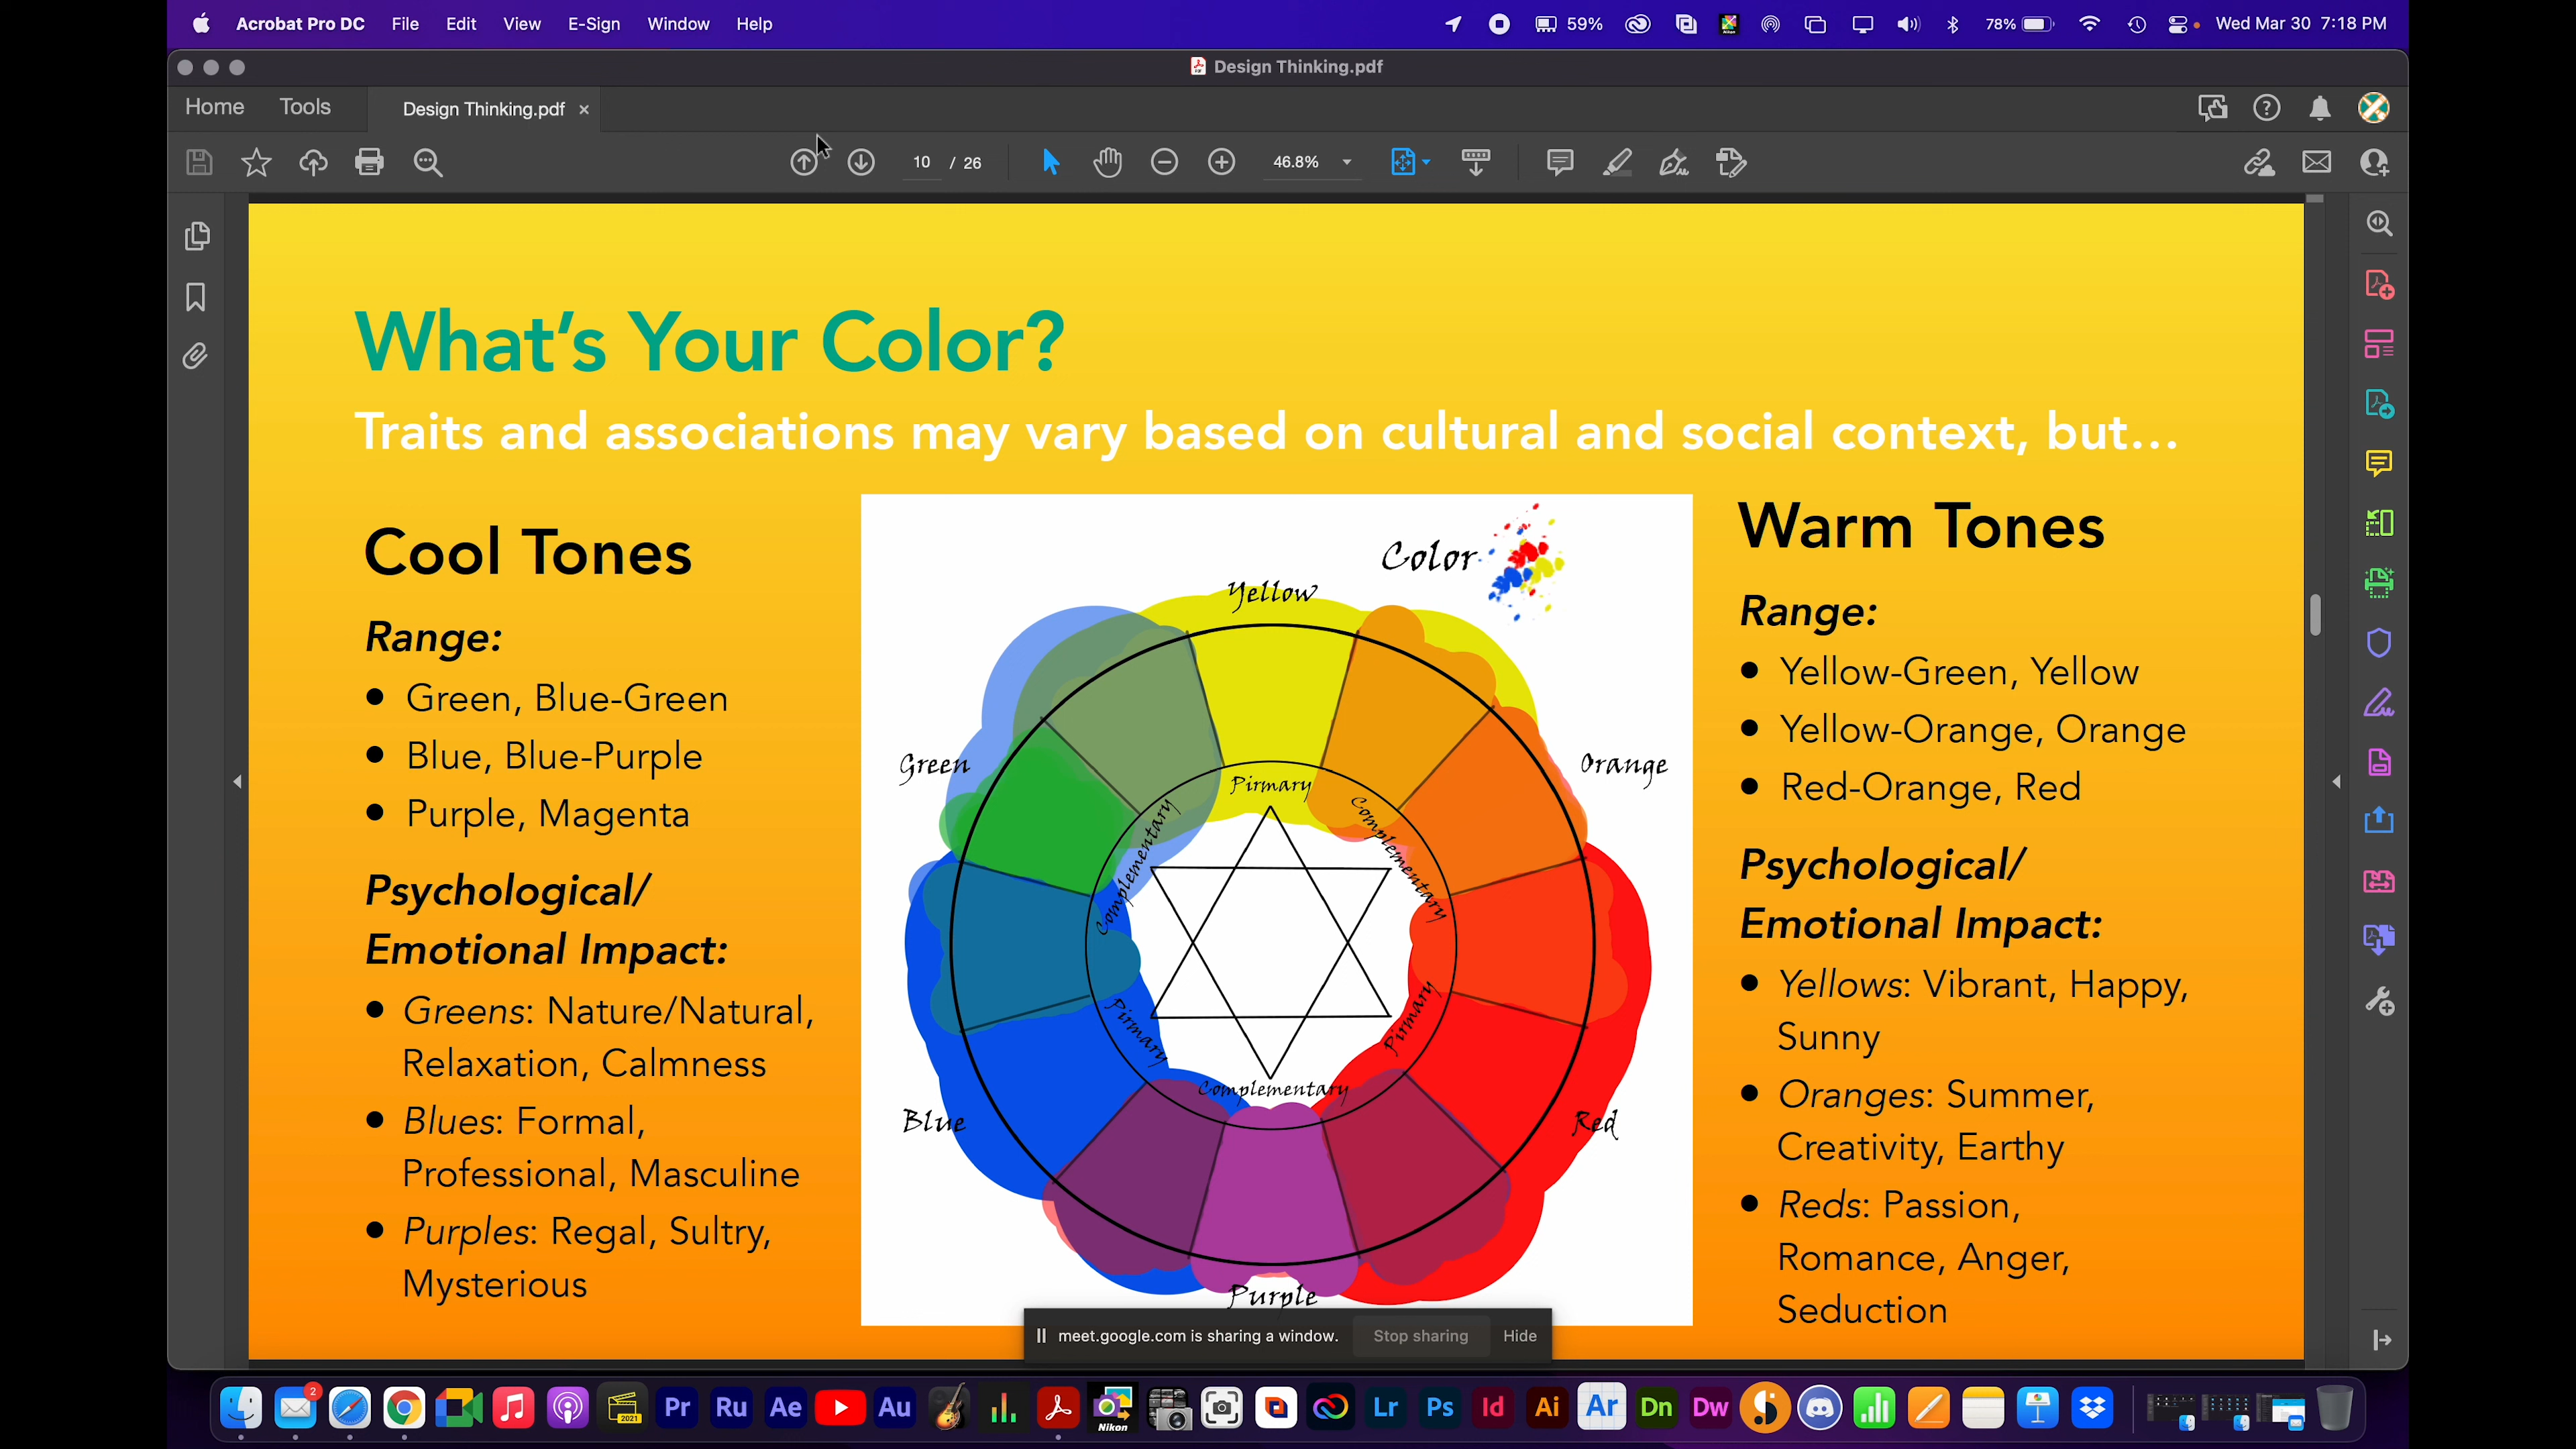 Acrobat Pro DC File Edit View E-Sign Window Help 59% 78% Wed Mar 30 7:18 PM
Design Thinking.pdf
Home Tools Design Thinking.pdf ×
10 / 26 46.8%
What's Your Color?
Traits and associations may vary based on cultural and social context, but...
Cool Tones
Range:
• Green, Blue-Green
• Blue, Blue-Purple
• Purple, Magenta
Psychological/
Emotional Impact:
• Greens: Nature/Natural,
Relaxation, Calmness
• Blues: Formal,
Professional, Masculine
• Purples: Regal, Sultry,
Mysterious
Color
Yellow
Green
Orange
Pirmary
Complementary
Complementary
Pirmary
Pirmary
Complementary
Blue
Red
Purple
Warm Tones
Range:
• Yellow-Green, Yellow
• Yellow-Orange, Orange
• Red-Orange, Red
Psychological/
Emotional Impact:
• Yellows: Vibrant, Happy,
Sunny
• Oranges: Summer,
Creativity, Earthy
• Reds: Passion,
Romance, Anger,
Seduction
meet.google.com is sharing a window. Stop sharing Hide
2 2021 Pr Ru Ae Au Nikon Lr Ps Id Ai Ar Dn Dw